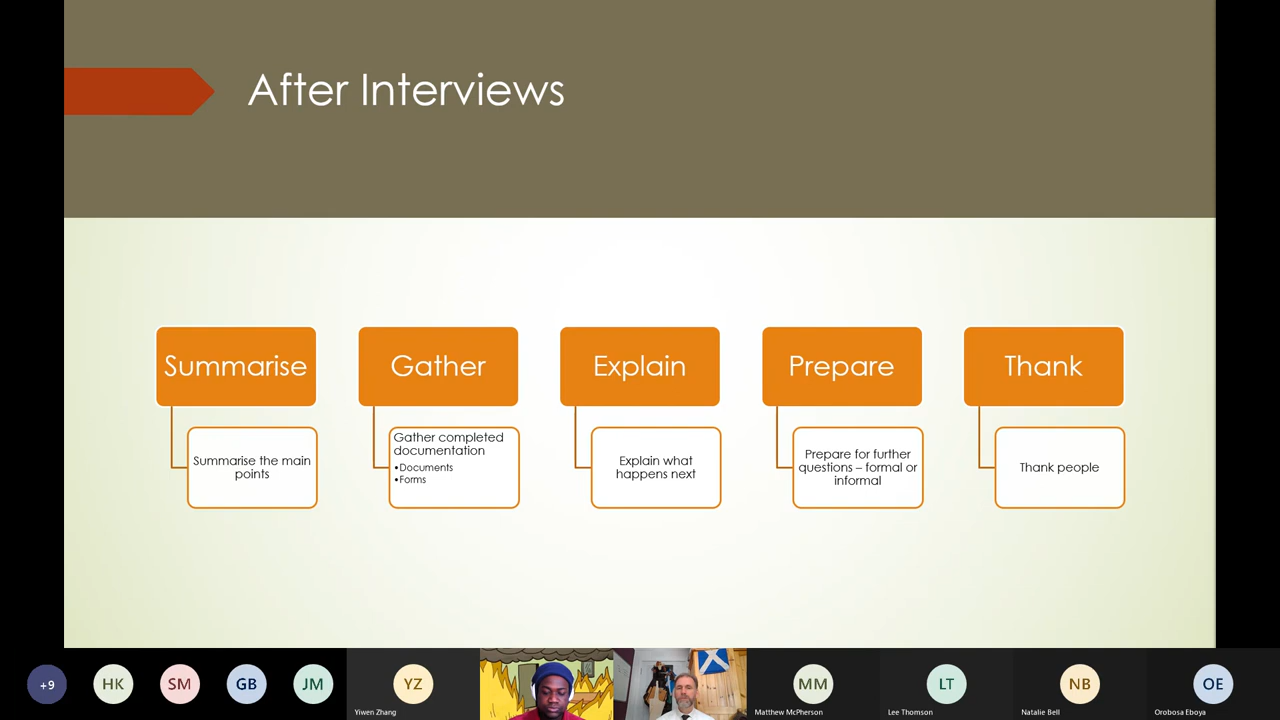 After Interviews
Summarise
Gather
Explain
Prepare
Thank
Summarise the main
points
Gather completed
documentation
•Documents
•Forms
Explain what
happens next
Prepare for further
questions – formal or
informal
Thank people
+9
HK
SM
GB
JM
YZ
MM
LT
NB
OE
Yiwen Zhang
Matthew McPherson
Lee Thomson
Natalie Bell
Orobosa Eboya